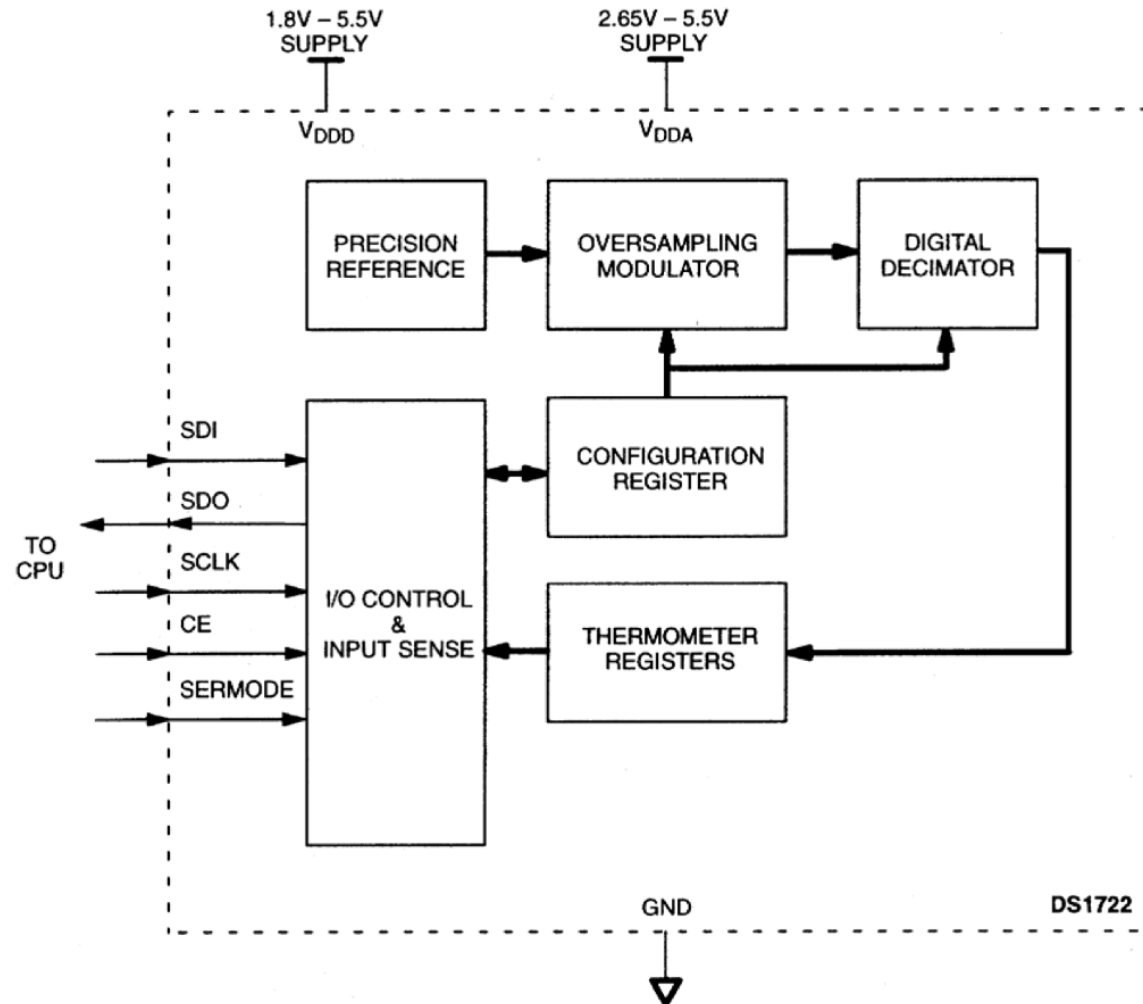 1.8V – 5.5V
SUPPLY
2.65V – 5.5V
SUPPLY
VDDD
VDDA
PRECISION
REFERENCE
OVERSAMPLING
MODULATOR
DIGITAL
DECIMATOR
SDI
SDO
TO
CPU
SCLK
CE
SERMODE
I/O CONTROL
&
INPUT SENSE
CONFIGURATION
REGISTER
THERMOMETER
REGISTERS
GND
DS1722